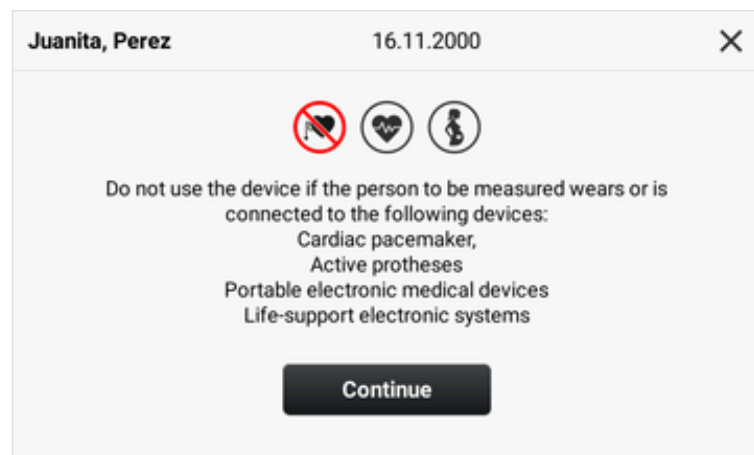 Juanita, Perez 16.11.2000
Do not use the device if the person to be measured wears or is
connected to the following devices:
Cardiac pacemaker,
Active protheses
Portable electronic medical devices
Life-support electronic systems
Continue